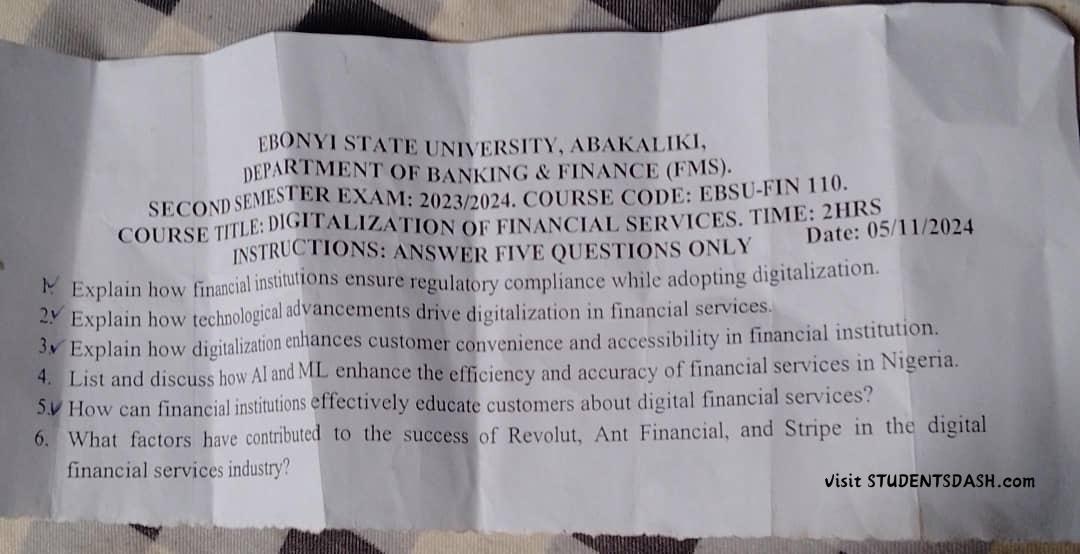 EBONYI STATE UNIVERSITY, ABAKALIKI,
DEPARTMENT OF BANKING & FINANCE (FMS).
SECOND SEMESTER EXAM: 2023/2024. COURSE CODE: EBSU-FIN 110.
COURSE TITLE: DIGITALIZATION OF FINANCIAL SERVICES. TIME: 2HRS
INSTRUCTIONS: ANSWER FIVE QUESTIONS ONLY Date: 05/11/2024
1. Explain how financial institutions ensure regulatory compliance while adopting digitalization.
2. Explain how technological advancements drive digitalization in financial services.
3. Explain how digitalization enhances customer convenience and accessibility in financial institution.
4. List and discuss how AI and ML enhance the efficiency and accuracy of financial services in Nigeria.
5. How can financial institutions effectively educate customers about digital financial services?
6. What factors have contributed to the success of Revolut, Ant Financial, and Stripe in the digital
financial services industry?
Visit STUDENTSDASH.com